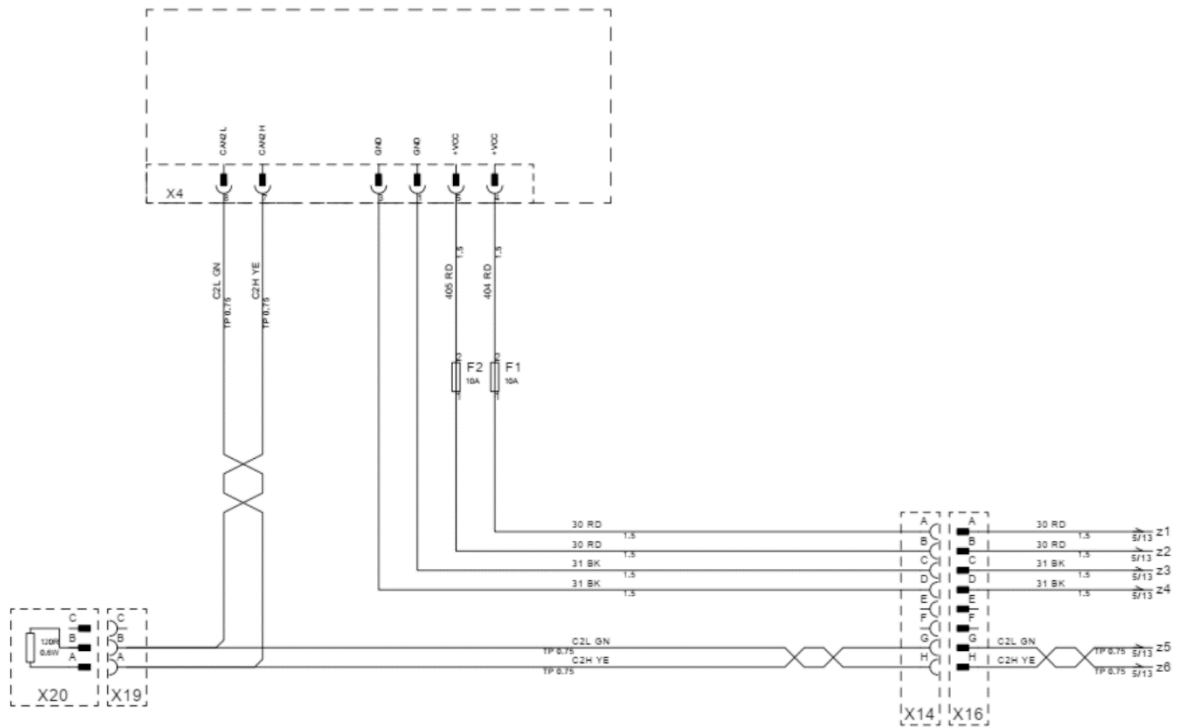 CAN2L
CAN2H
GND
GND
+VCC
+VCC
X4
C2L GN
TP 0.75
C2H YE
TP 0.75
405 RD
1.5
404 RD
1.5
F2
10A
F1
10A
A
B
C
D
E
F
G
H
A
B
C
D
E
F
G
H
30 RD
1.5
30 RD
1.5
31 BK
1.5
31 BK
1.5
C2L GN
TP 0.75
C2H YE
TP 0.75
30 RD
1.5
5/13
z1
30 RD
1.5
5/13
z2
31 BK
1.5
5/13
z3
31 BK
1.5
5/13
z4
C2L GN
TP 0.75
5/13
z5
C2H YE
TP 0.75
5/13
z6
C
B
A
120R
0.6W
C
B
A
X20
X19
X14
X16